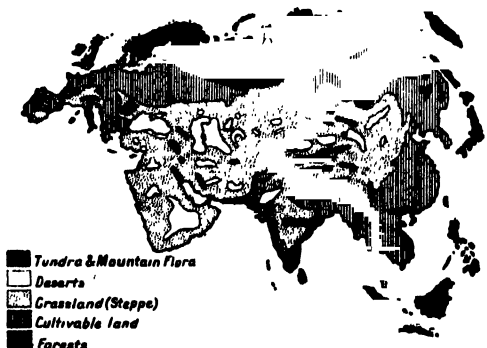 Tundra & Mountain Flora
Deserts
Grassland (Steppe)
Cultivable land
Forests